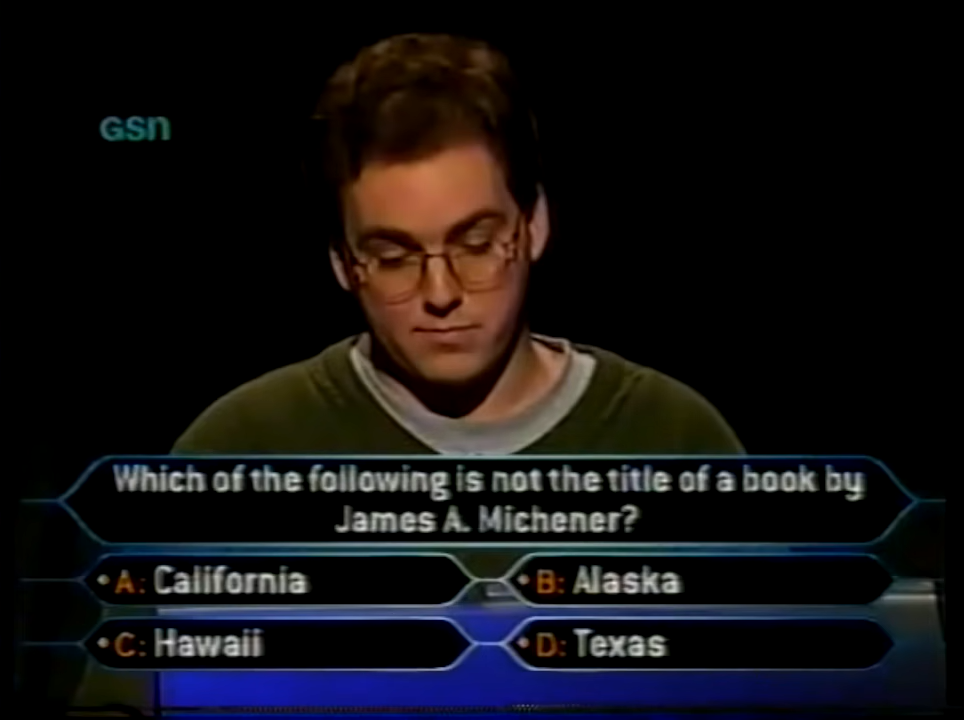 GSN
Which of the following is not the title of a book by
James A. Michener?
A: California
B: Alaska
C: Hawaii
D: Texas